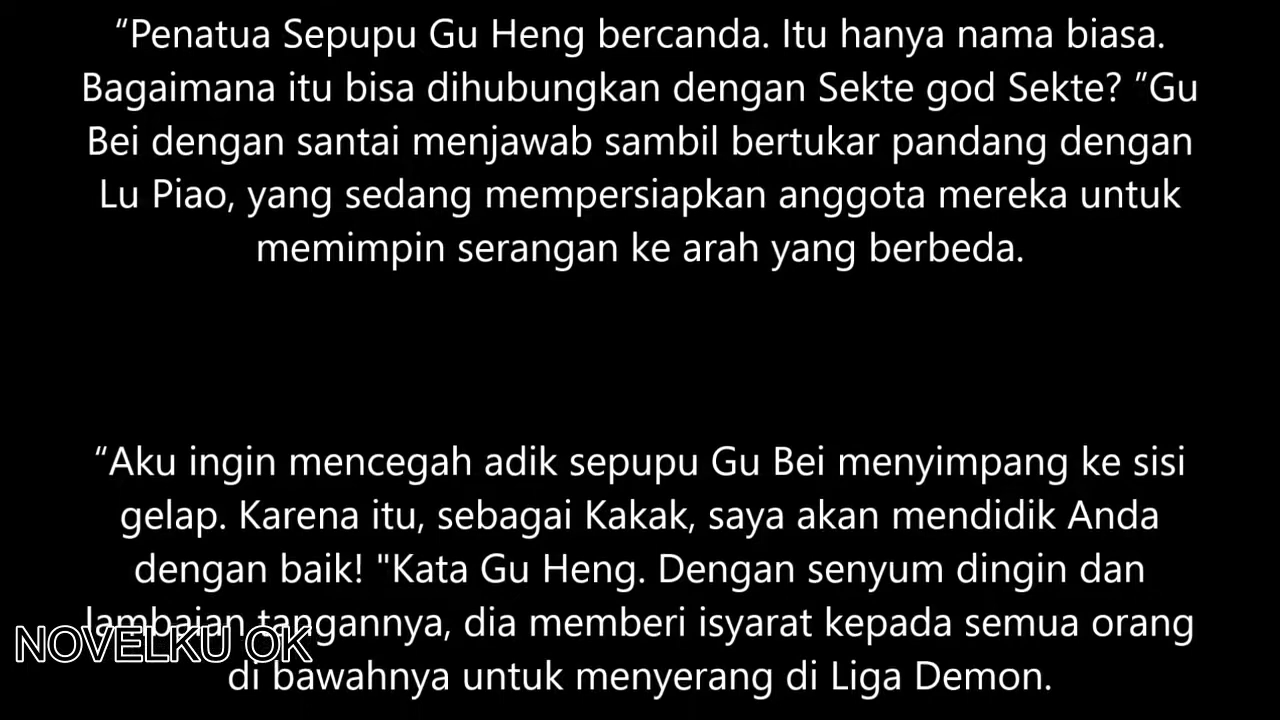 “Penatua Sepupu Gu Heng bercanda. Itu hanya nama biasa.
Bagaimana itu bisa dihubungkan dengan Sekte god Sekte? ”Gu
Bei dengan santai menjawab sambil bertukar pandang dengan
Lu Piao, yang sedang mempersiapkan anggota mereka untuk
memimpin serangan ke arah yang berbeda.
“Aku ingin mencegah adik sepupu Gu Bei menyimpang ke sisi
gelap. Karena itu, sebagai Kakak, saya akan mendidik Anda
dengan baik! "Kata Gu Heng. Dengan senyum dingin dan
lambaian tangannya, dia memberi isyarat kepada semua orang
di bawahnya untuk menyerang di Liga Demon.
NOVELKU OK